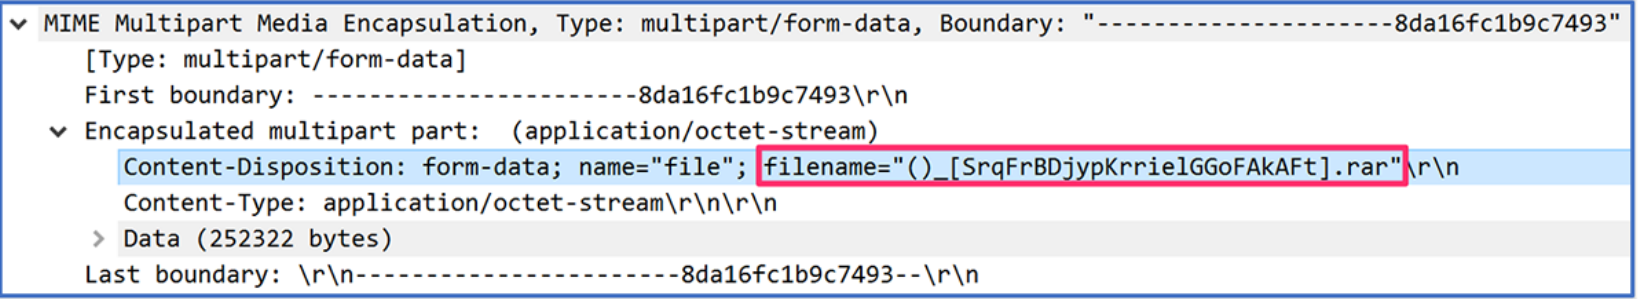 MIME Multipart Media Encapsulation, Type: multipart/form-data, Boundary: "---------------------8da16fc1b9c7493"
[Type: multipart/form-data]
First boundary: -----------------------8da16fc1b9c7493\r\n
Encapsulated multipart part:  (application/octet-stream)
Content-Disposition: form-data; name="file"; filename="()_[SrqFrBDjypKrrielGGoFAkAFt].rar"\r\n
Content-Type: application/octet-stream\r\n\r\n
Data (252322 bytes)
Last boundary: \r\n-----------------------8da16fc1b9c7493--\r\n